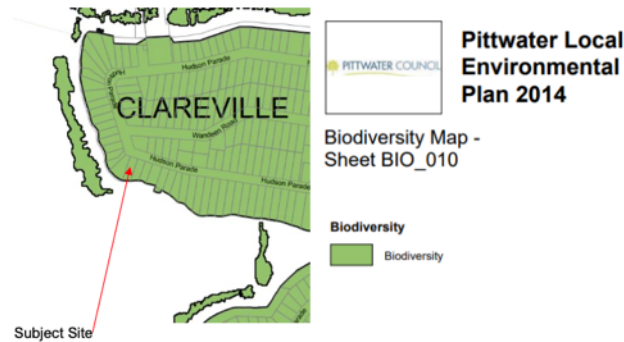 Hudson Parade
Hudson Parade
CLAREVILLE
Wandeen Road
Hudson Parade
Hudson Parade
Parade
Subject Site
PITTWATER COUNCIL
Pittwater Local
Environmental
Plan 2014
Biodiversity Map -
Sheet BIO_010
Biodiversity
Biodiversity